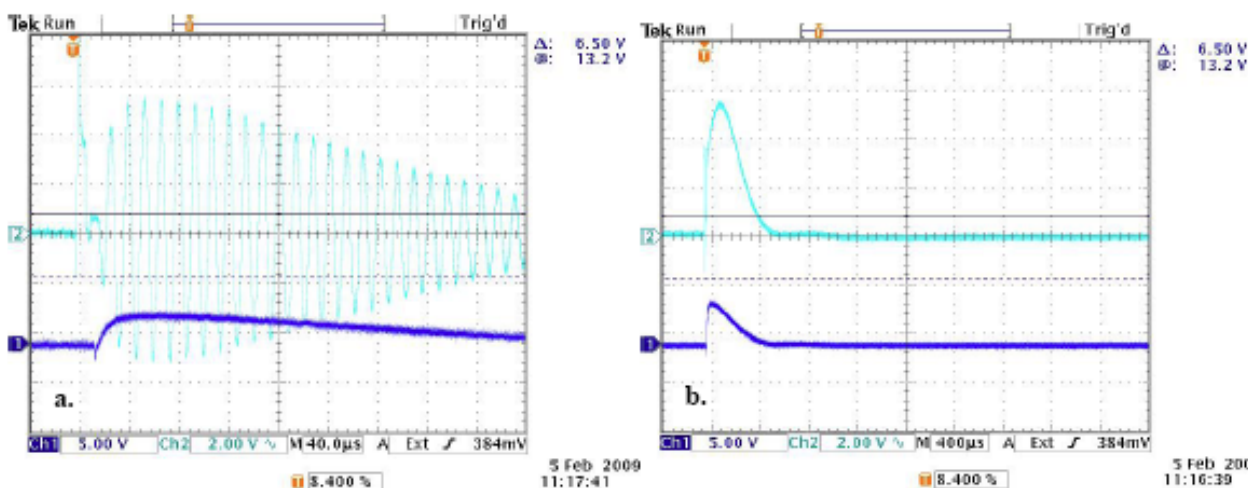 Tek Run Trig'd
T
Δ: 6.50 V
@: 13.2 V
2
1
a.
Ch1 5.00 V Ch2 2.00 V M 40.0µs A Ext 384mV
T 8.400 %
5 Feb 2009
11:17:41
Tek Run Trig'd
T
Δ: 6.50 V
@: 13.2 V
2
1
b.
Ch1 5.00 V Ch2 2.00 V M 400µs A Ext 384mV
T 8.400 %
5 Feb 200
11:16:39